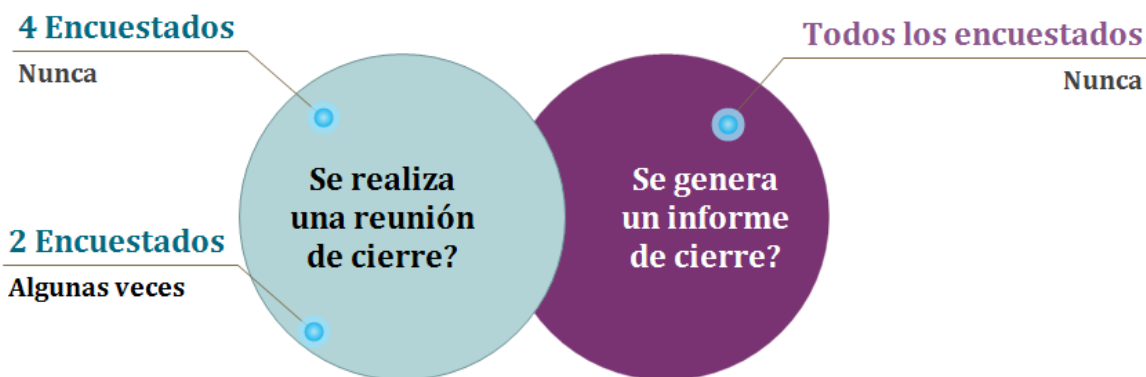 4 Encuestados
Nunca
Todos los encuestados
Nunca
Se realiza
una reunión
de cierre?
Se genera
un informe
de cierre?
2 Encuestados
Algunas veces